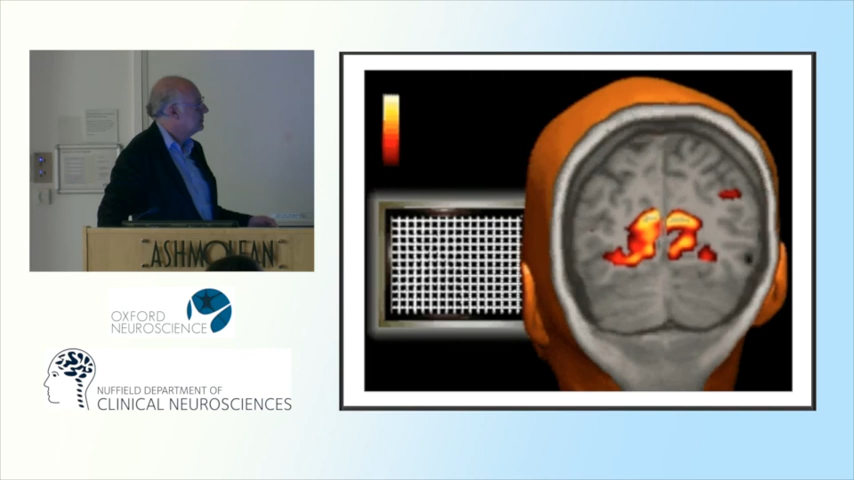 ASHMOLEAN
OXFORD
NEUROSCIENCE
NUFFIELD DEPARTMENT OF
CLINICAL NEUROSCIENCES